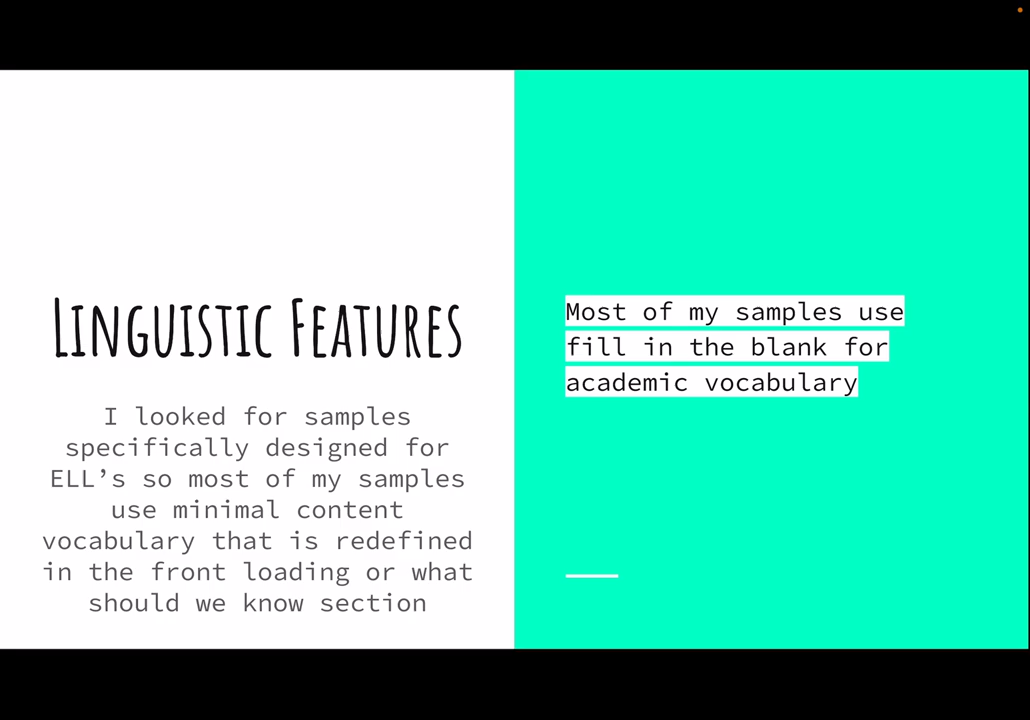 Linguistic Features
I looked for samples
specifically designed for
ELL’s so most of my samples
use minimal content
vocabulary that is redefined
in the front loading or what
should we know section
Most of my samples use
fill in the blank for
academic vocabulary